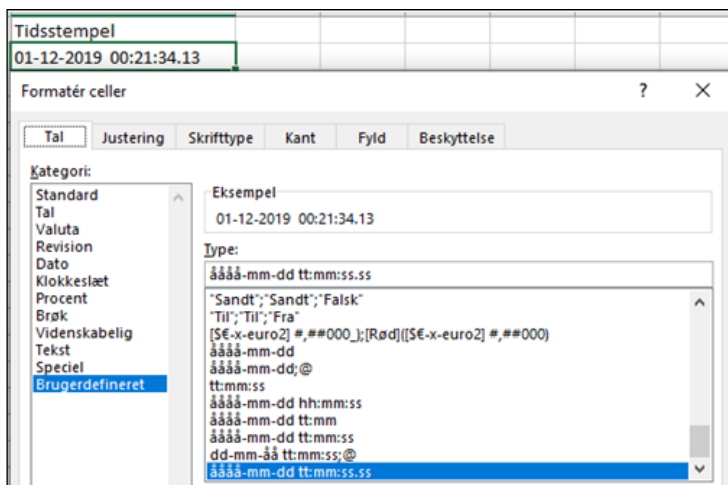 Tidsstempel
01-12-2019 00:21:34.13
Formatér celler
? X
Tal Justering Skrifttype Kant Fyld Beskyttelse
Kategori:
Standard
Tal
Valuta
Revision
Dato
Klokkeslæt
Procent
Brøk
Videnskabelig
Tekst
Speciel
Brugerdefineret
Eksempel
01-12-2019 00:21:34.13
Type:
åååå-mm-dd tt:mm:ss.ss
"Sandt";"Sandt";"Falsk"
"Til";"Til";"Fra"
[$€-x-euro2] #,##000_);[Rød]([$€-x-euro2] #,##000)
åååå-mm-dd
åååå-mm-dd;@
tt:mm:ss
åååå-mm-dd hh:mm:ss
åååå-mm-dd tt:mm
åååå-mm-dd tt:mm:ss
dd-mm-åå tt:mm:ss;@
åååå-mm-dd tt:mm:ss.ss